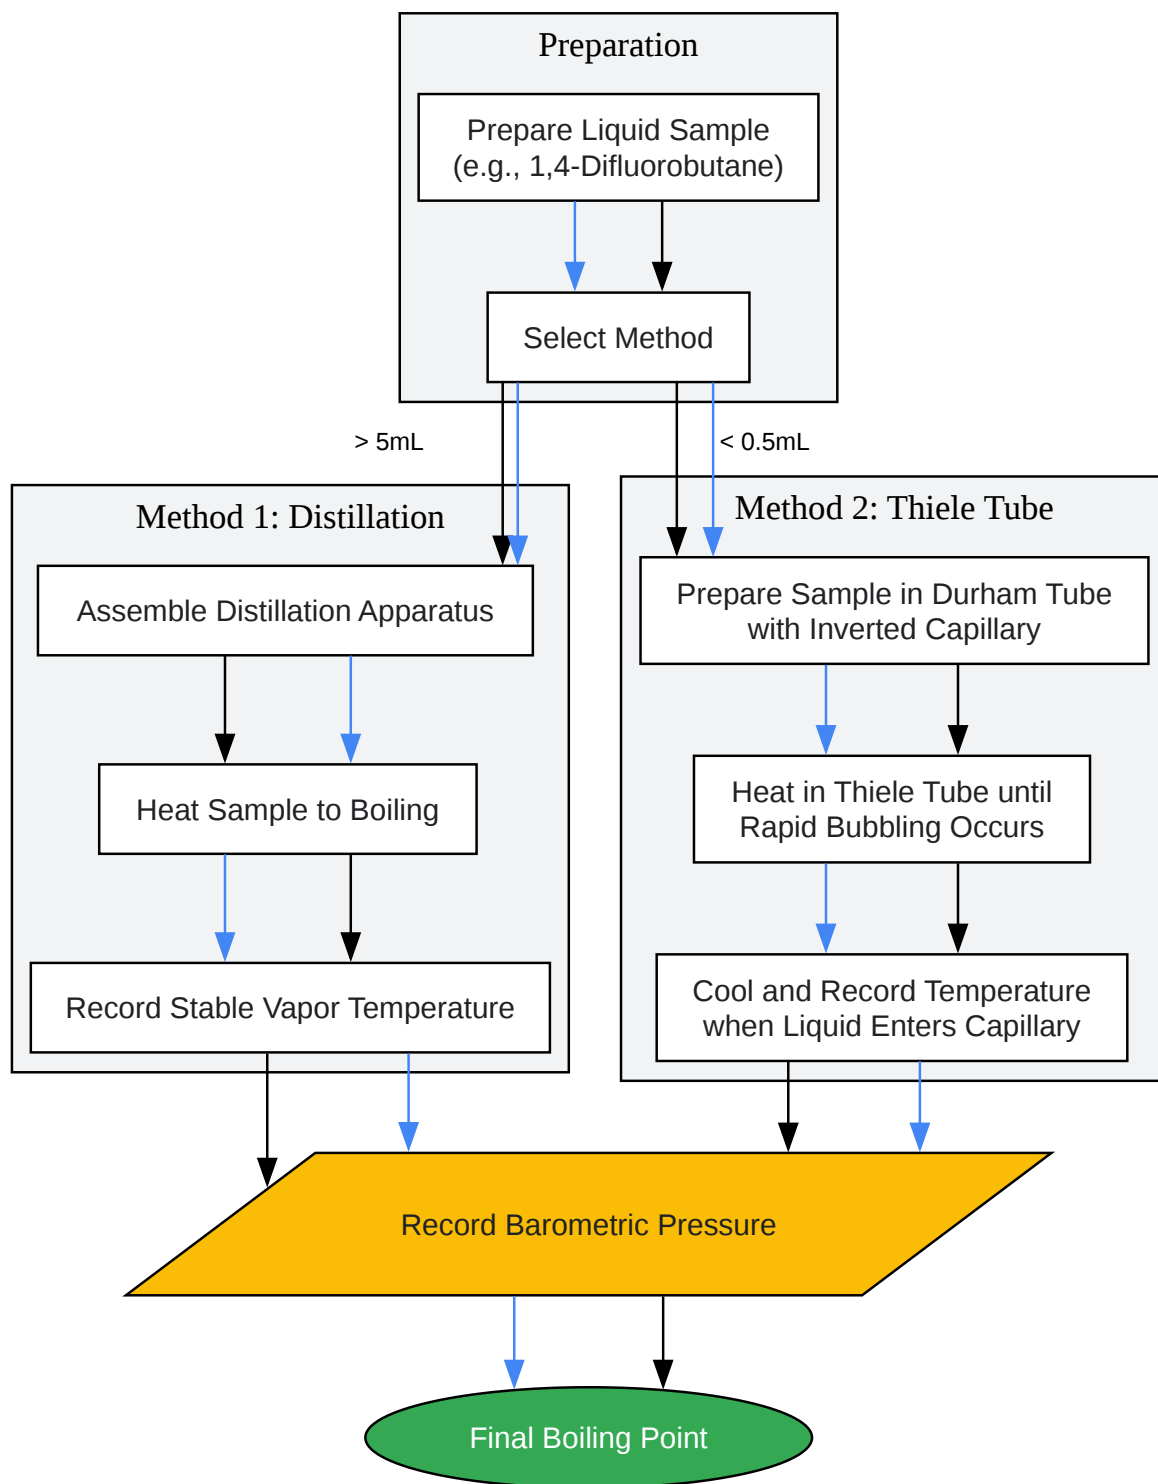 Preparation
Prepare Liquid Sample
(e.g., 1,4-Difluorobutane)
Select Method
> 5mL
< 0.5mL
Method 1: Distillation
Assemble Distillation Apparatus
Heat Sample to Boiling
Record Stable Vapor Temperature
Method 2: Thiele Tube
Prepare Sample in Durham Tube
with Inverted Capillary
Heat in Thiele Tube until
Rapid Bubbling Occurs
Cool and Record Temperature
when Liquid Enters Capillary
Record Barometric Pressure
Final Boiling Point